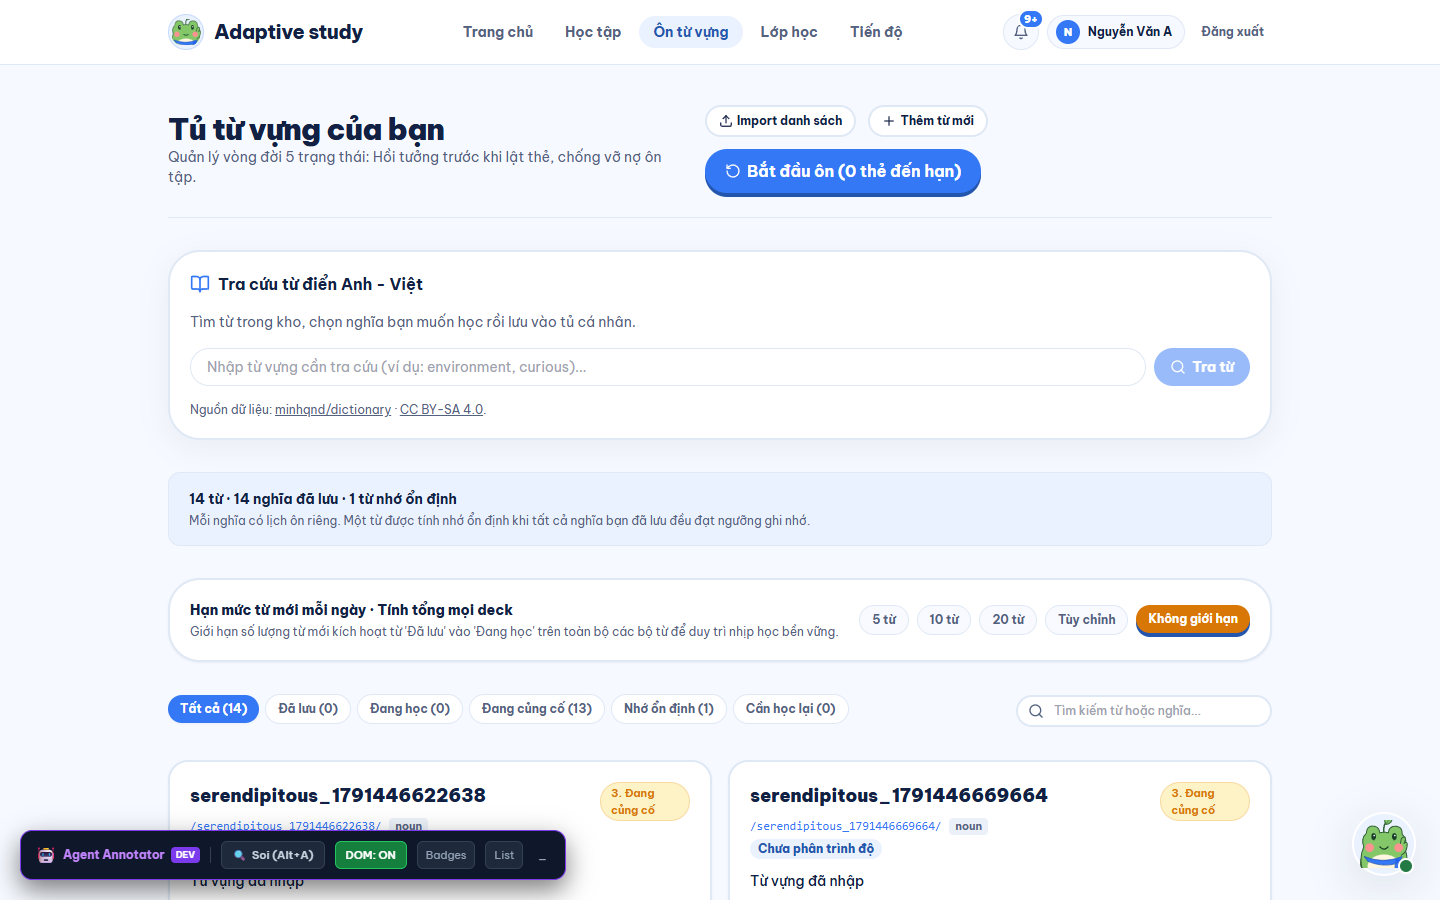 Adaptive study
Trang chủ
Học tập
Ôn từ vựng
Lớp học
Tiến độ
9+
N
Nguyễn Văn A
Đăng xuất
Tủ từ vựng của bạn
Quản lý vòng đời 5 trạng thái: Hồi tưởng trước khi lật thẻ, chống vỡ nợ ôn
tập.
Import danh sách
Thêm từ mới
Bắt đầu ôn (0 thẻ đến hạn)
Tra cứu từ điển Anh - Việt
Tìm từ trong kho, chọn nghĩa bạn muốn học rồi lưu vào tủ cá nhân.
Nhập từ vựng cần tra cứu (ví dụ: environment, curious)...
Tra từ
Nguồn dữ liệu: minhqnd/dictionary · CC BY-SA 4.0.
14 từ · 14 nghĩa đã lưu · 1 từ nhớ ổn định
Mỗi nghĩa có lịch ôn riêng. Một từ được tính nhớ ổn định khi tất cả nghĩa bạn đã lưu đều đạt ngưỡng ghi nhớ.
Hạn mức từ mới mỗi ngày · Tính tổng mọi deck
Giới hạn số lượng từ mới kích hoạt từ 'Đã lưu' vào 'Đang học' trên toàn bộ các bộ từ để duy trì nhịp học bền vững.
5 từ
10 từ
20 từ
Tùy chỉnh
Không giới hạn
Tất cả (14)
Đã lưu (0)
Đang học (0)
Đang củng cố (13)
Nhớ ổn định (1)
Cần học lại (0)
Tìm kiếm từ hoặc nghĩa...
serendipitous_1791446622638
3. Đang
củng cố
/serendipitous_1791446622638/
noun
Từ vựng đã nhập
serendipitous_1791446669664
3. Đang
củng cố
/serendipitous_1791446669664/
noun
Chưa phân trình độ
Từ vựng đã nhập
Agent Annotator
DEV
Soi (Alt+A)
DOM: ON
Badges
List
_